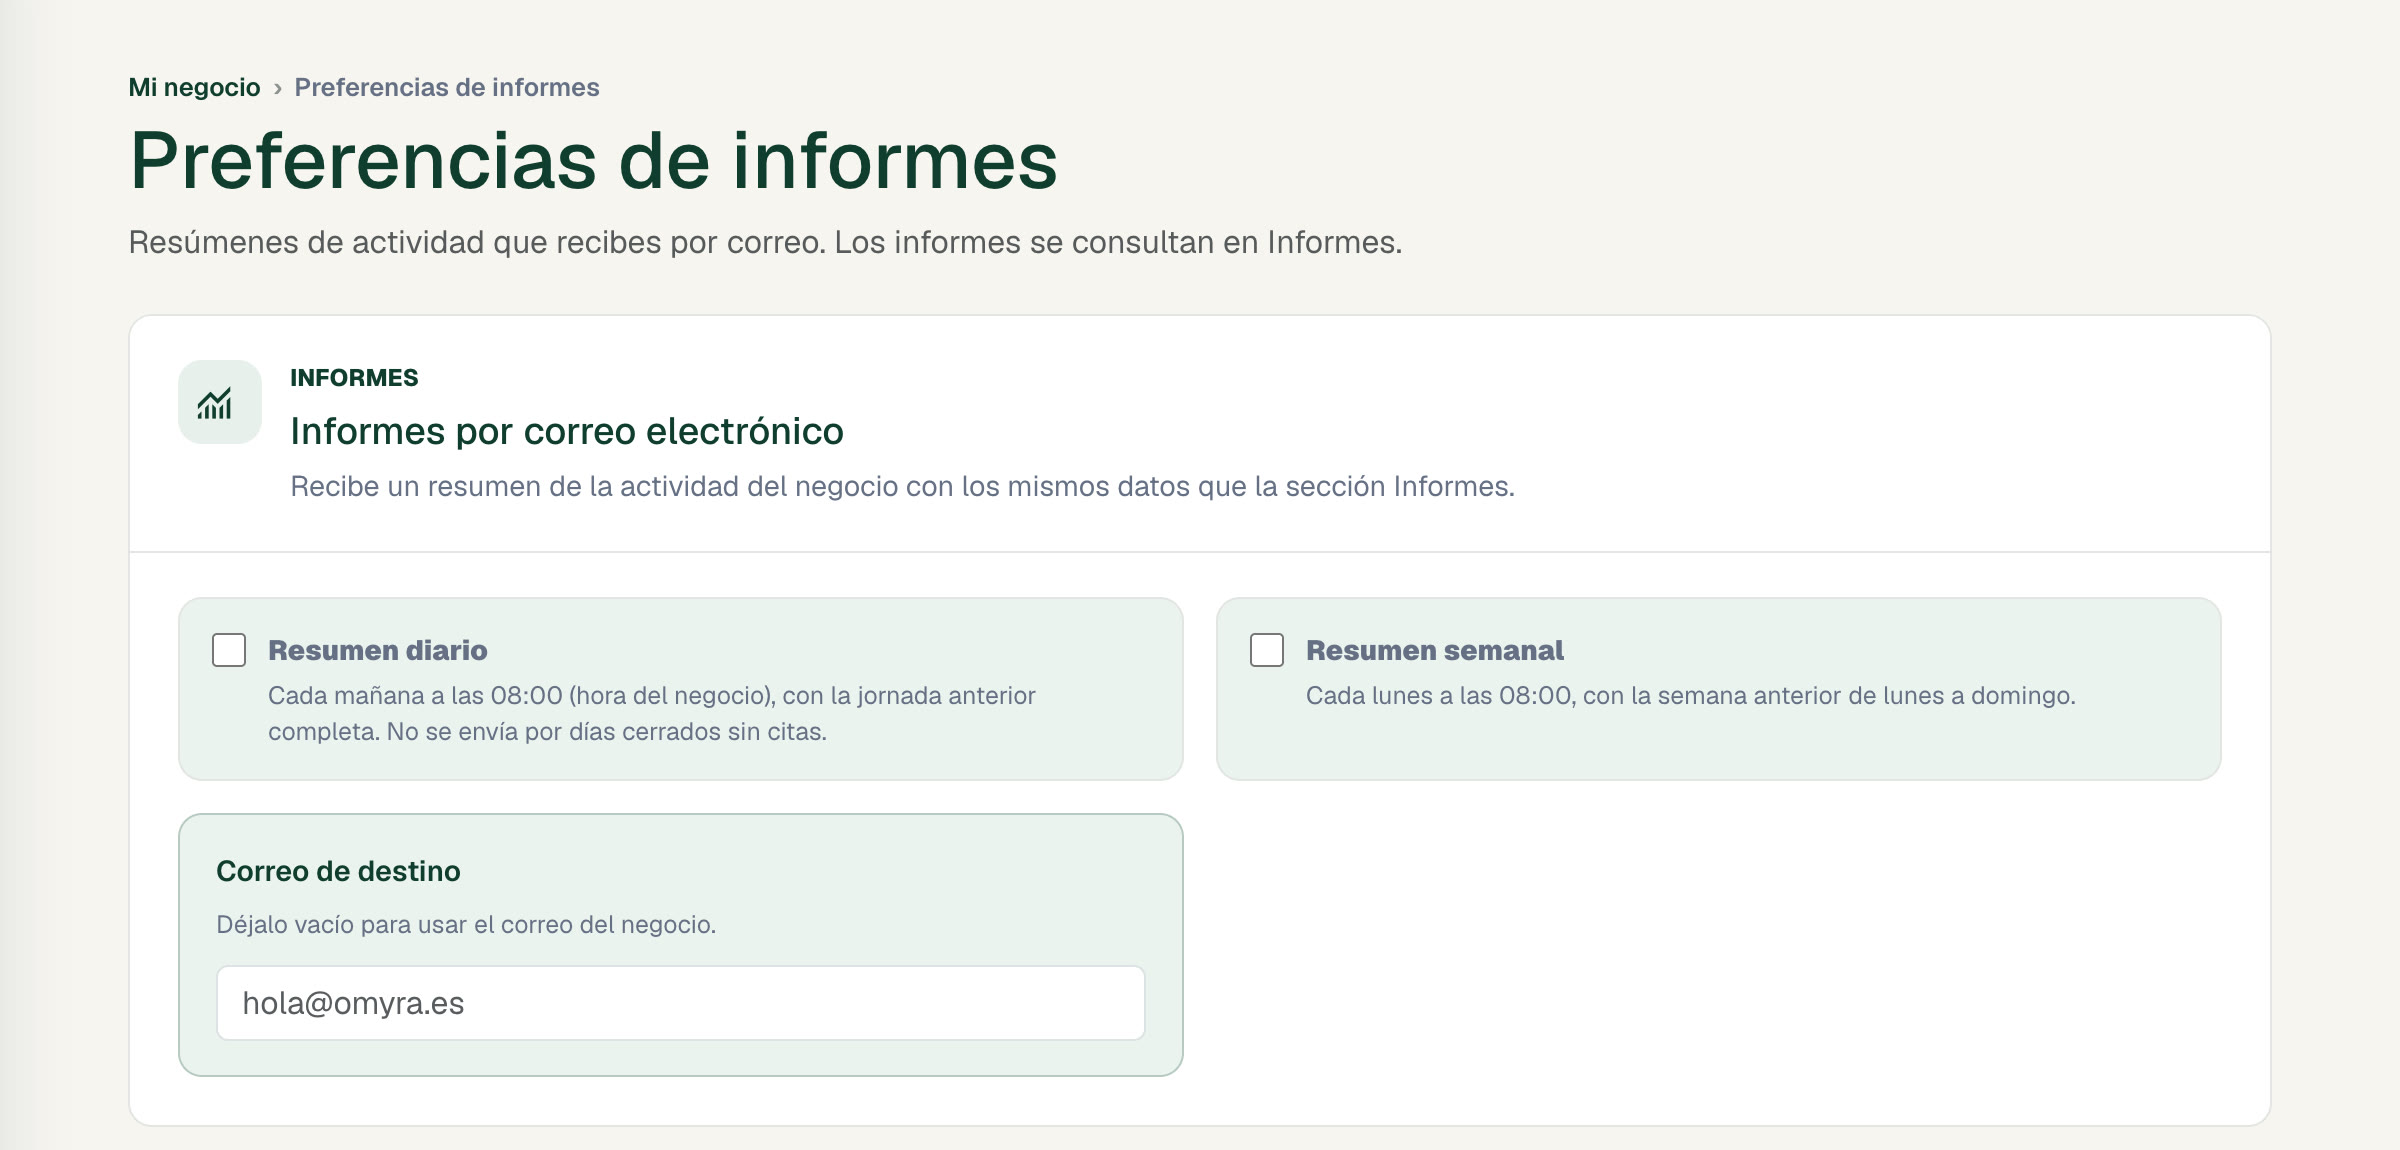 Mi negocio › Preferencias de informes
Preferencias de informes
Resúmenes de actividad que recibes por correo. Los informes se consultan en Informes.
INFORMES
Informes por correo electrónico
Recibe un resumen de la actividad del negocio con los mismos datos que la sección Informes.
Resumen diario
Cada mañana a las 08:00 (hora del negocio), con la jornada anterior
completa. No se envía por días cerrados sin citas.
Resumen semanal
Cada lunes a las 08:00, con la semana anterior de lunes a domingo.
Correo de destino
Déjalo vacío para usar el correo del negocio.
hola@omyra.es